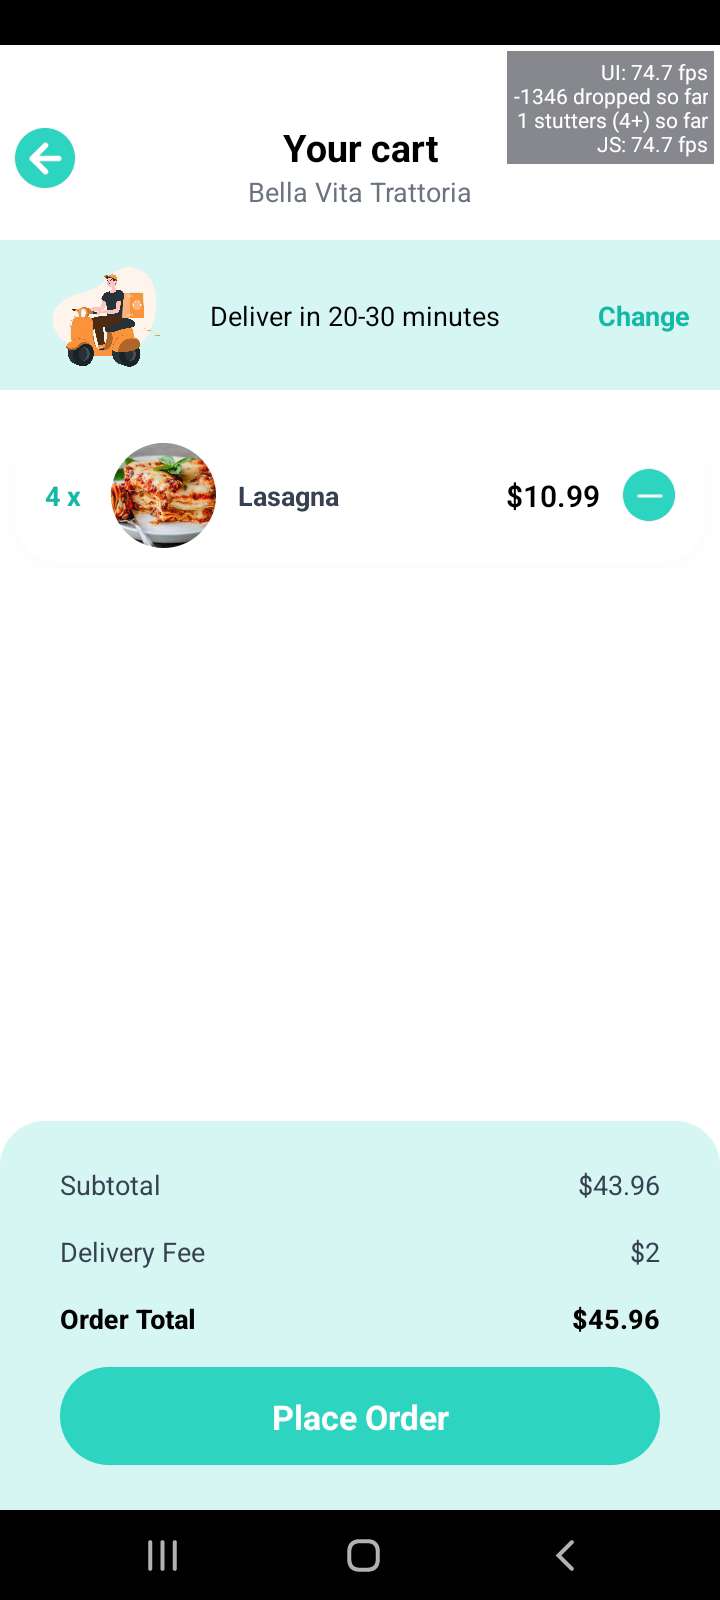 UI: 74.7 fps
-1346 dropped so far
1 stutters (4+) so far
JS: 74.7 fps
Your cart
Bella Vita Trattoria
Deliver in 20-30 minutes
Change
4 x
Lasagna
$10.99
Subtotal
$43.96
Delivery Fee
$2
Order Total
$45.96
Place Order